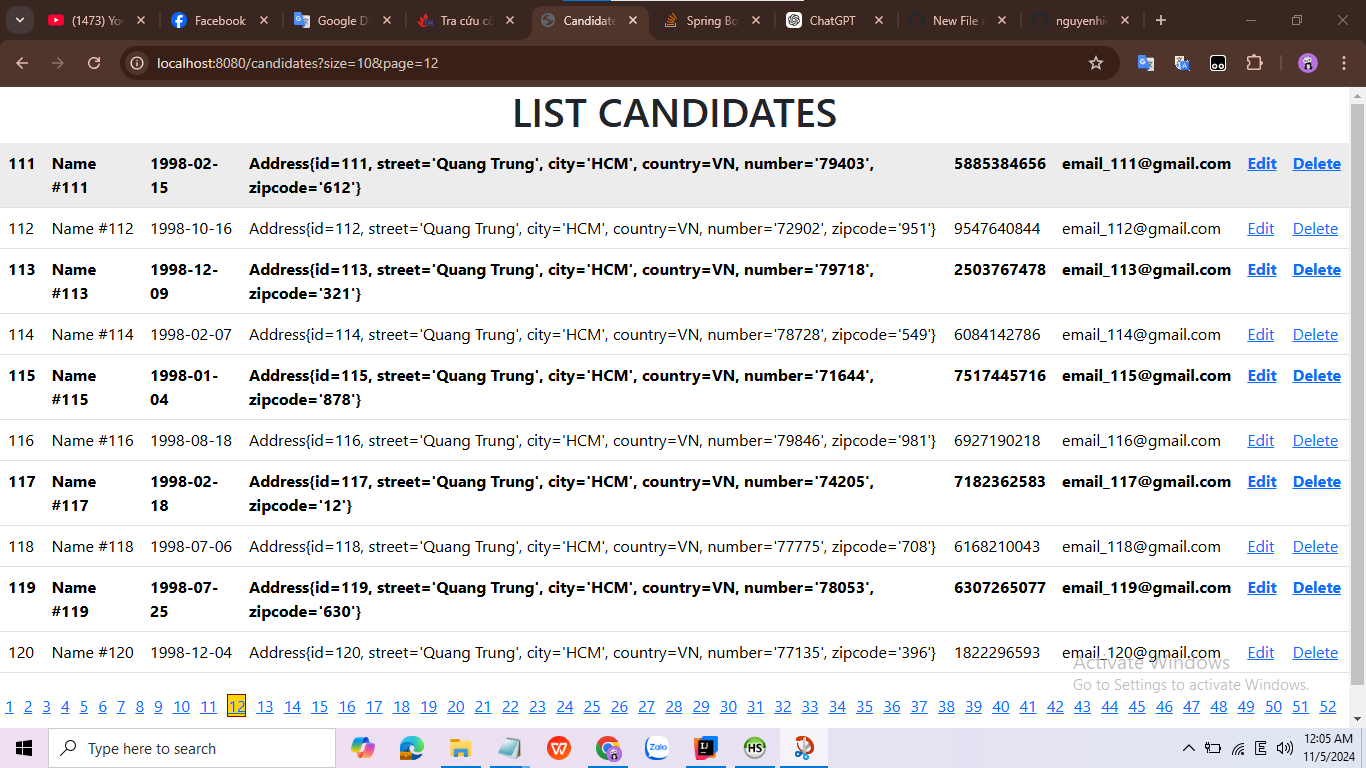 (1473) You
Facebook
Google D
Tra cứu cô
Candidate
Spring Bo
ChatGPT
New File a
nguyenhi
localhost:8080/candidates?size=10&page=12
LIST CANDIDATES
111 Name #111 1998-02-15 Address{id=111, street='Quang Trung', city='HCM', country=VN, number='79403', zipcode='612'} 5885384656 email_111@gmail.com Edit Delete
112 Name #112 1998-10-16 Address{id=112, street='Quang Trung', city='HCM', country=VN, number='72902', zipcode='951'} 9547640844 email_112@gmail.com Edit Delete
113 Name #113 1998-12-09 Address{id=113, street='Quang Trung', city='HCM', country=VN, number='79718', zipcode='321'} 2503767478 email_113@gmail.com Edit Delete
114 Name #114 1998-02-07 Address{id=114, street='Quang Trung', city='HCM', country=VN, number='78728', zipcode='549'} 6084142786 email_114@gmail.com Edit Delete
115 Name #115 1998-01-04 Address{id=115, street='Quang Trung', city='HCM', country=VN, number='71644', zipcode='878'} 7517445716 email_115@gmail.com Edit Delete
116 Name #116 1998-08-18 Address{id=116, street='Quang Trung', city='HCM', country=VN, number='79846', zipcode='981'} 6927190218 email_116@gmail.com Edit Delete
117 Name #117 1998-02-18 Address{id=117, street='Quang Trung', city='HCM', country=VN, number='74205', zipcode='12'} 7182362583 email_117@gmail.com Edit Delete
118 Name #118 1998-07-06 Address{id=118, street='Quang Trung', city='HCM', country=VN, number='77775', zipcode='708'} 6168210043 email_118@gmail.com Edit Delete
119 Name #119 1998-07-25 Address{id=119, street='Quang Trung', city='HCM', country=VN, number='78053', zipcode='630'} 6307265077 email_119@gmail.com Edit Delete
120 Name #120 1998-12-04 Address{id=120, street='Quang Trung', city='HCM', country=VN, number='77135', zipcode='396'} 1822296593 email_120@gmail.com Edit Delete
Activate Windows
Go to Settings to activate Windows.
1 2 3 4 5 6 7 8 9 10 11 12 13 14 15 16 17 18 19 20 21 22 23 24 25 26 27 28 29 30 31 32 33 34 35 36 37 38 39 40 41 42 43 44 45 46 47 48 49 50 51 52
Type here to search
Zalo
HS
12:05 AM
11/5/2024